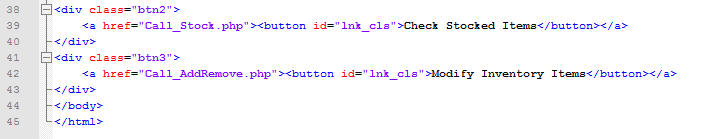 38 <div class="btn2">
39 <a href="Call_Stock.php"><button id="lnk_cls">Check Stocked Items</button></a>
40 </div>
41 <div class="btn3">
42 <a href="Call_AddRemove.php"><button id="lnk_cls">Modify Inventory Items</button></a>
43 </div>
44 </body>
45 </html>